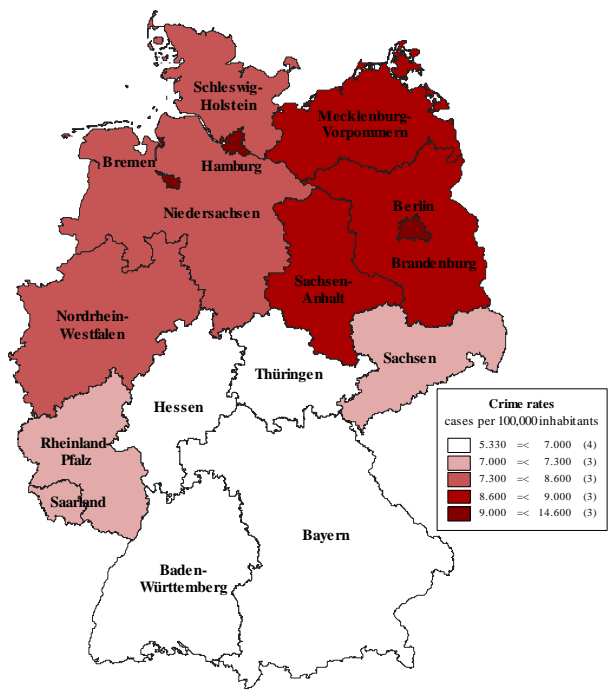 Schleswig-
Holstein
Mecklenburg-
Vorpommern
Bremen
Hamburg
Niedersachsen
Berlin
Brandenburg
Sachsen-
Anhalt
Nordrhein-
Westfalen
Sachsen
Thüringen
Hessen
Rheinland-
Pfalz
Saarland
Bayern
Baden-
Württemberg
Crime rates
cases per 100,000 inhabitants
5.330 =< 7.000 (4)
7.000 =< 7.300 (3)
7.300 =< 8.600 (3)
8.600 =< 9.000 (3)
9.000 =< 14.600 (3)